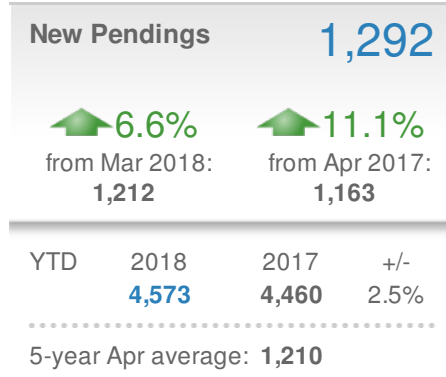 New Pendings 1,292
6.6% 11.1%
from Mar 2018: from Apr 2017:
1,212 1,163
YTD 2018 2017 +/-
4,573 4,460 2.5%
5-year Apr average: 1,210